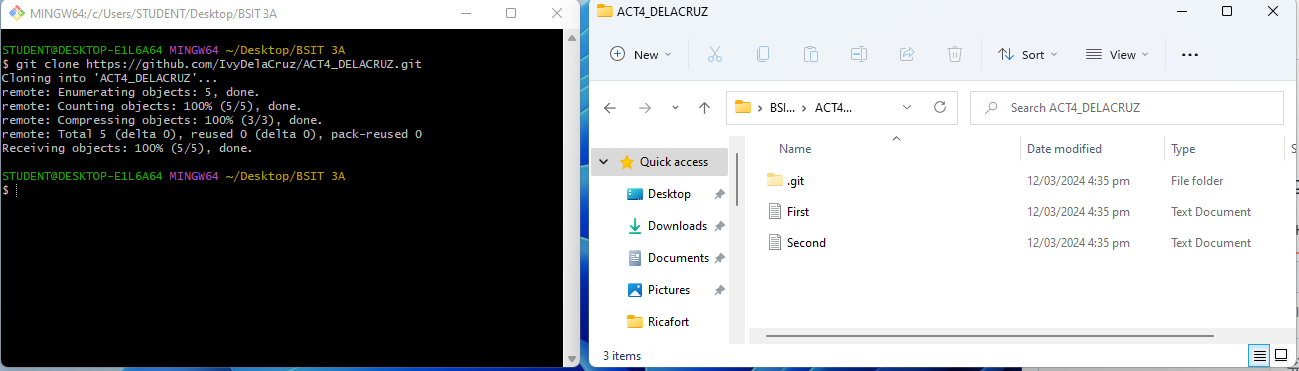 MINGW64:/c/Users/STUDENT/Desktop/BSIT 3A
STUDENT@DESKTOP-E1L6A64 MINGW64 ~/Desktop/BSIT 3A
$ git clone https://github.com/IvyDelaCruz/ACT4_DELACRUZ.git
Cloning into 'ACT4_DELACRUZ'...
remote: Enumerating objects: 5, done.
remote: Counting objects: 100% (5/5), done.
remote: Compressing objects: 100% (3/3), done.
remote: Total 5 (delta 0), reused 0 (delta 0), pack-reused 0
Receiving objects: 100% (5/5), done.
STUDENT@DESKTOP-E1L6A64 MINGW64 ~/Desktop/BSIT 3A
$
ACT4_DELACRUZ
New Sort View
BSI... ACT4... Search ACT4_DELACRUZ
Name Date modified Type S
Quick access
Desktop
Downloads
Documents
Pictures
Ricafort
.git 12/03/2024 4:35 pm File folder
First 12/03/2024 4:35 pm Text Document
Second 12/03/2024 4:35 pm Text Document
3 items